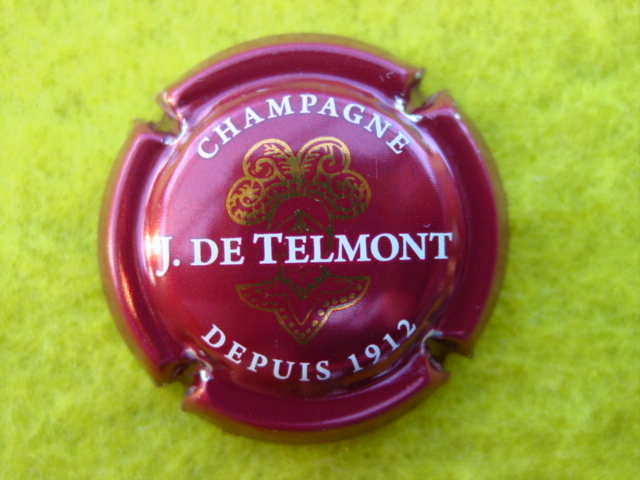 CHAMPAGNE
J. DE TELMONT
DEPUIS 1912